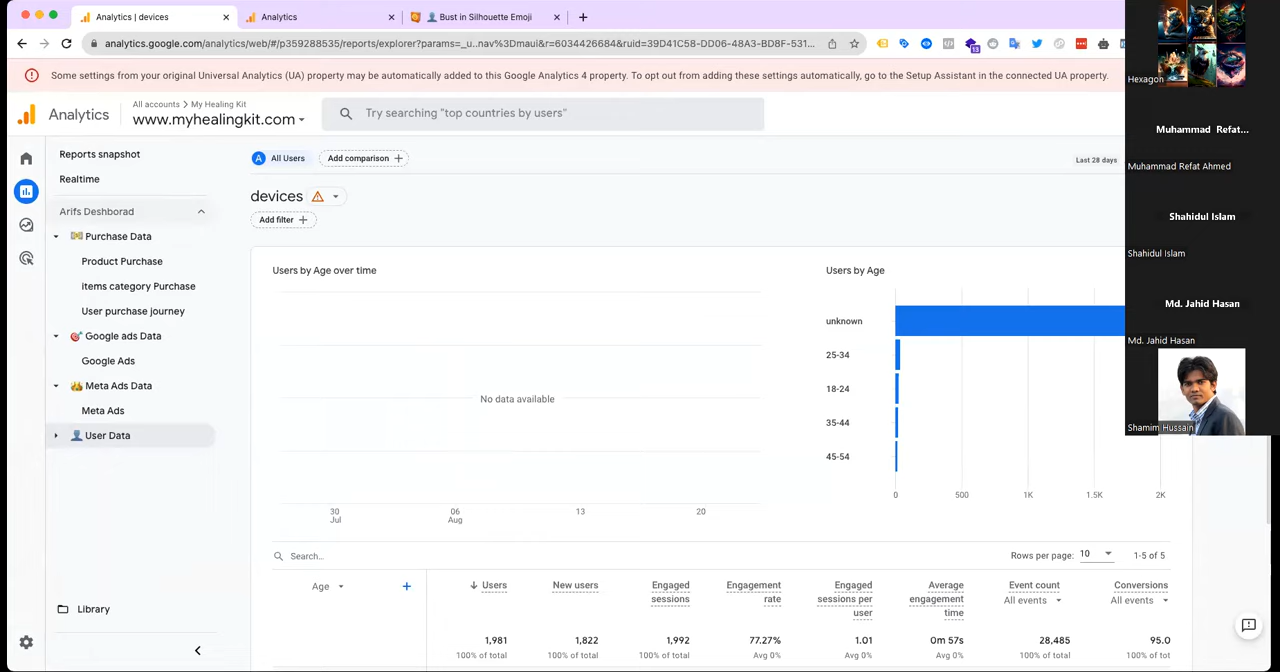 Analytics | devices
Analytics
Bust in Silhouette Emoji
analytics.google.com/analytics/web/#/p359288535/reports/explorer?params=_u..nav%3Dmaui&r=6034426684&ruid=39D41C58-DD06-48A3-BD8F-531...
13
Some settings from your original Universal Analytics (UA) property may be automatically added to this Google Analytics 4 property. To opt out from adding these settings automatically, go to the Setup Assistant in the connected UA property.
Analytics
All accounts > My Healing Kit
www.myhealingkit.com
Try searching "top countries by users"
Reports snapshot
Realtime
Arifs Deshborad
Purchase Data
Product Purchase
items category Purchase
User purchase journey
Google ads Data
Google Ads
Meta Ads Data
Meta Ads
User Data
Library
A All Users
Add comparison +
Last 28 days
devices
Add filter +
Users by Age over time
No data available
30 Jul
06 Aug
13
20
Users by Age
unknown
25-34
18-24
35-44
45-54
0 500 1K 1.5K 2K
Search...
Rows per page: 10 1-5 of 5
Age
Users
New users
Engaged sessions
Engagement rate
Engaged sessions per user
Average engagement time
Event count
All events
Conversions
All events
1,981 1,822 1,992 77.27% 1.01 0m 57s 28,485 95.0
100% of total 100% of total 100% of total Avg 0% Avg 0% Avg 0% 100% of total 100% of tot
Hexagon
Muhammad Refat...
Muhammad Refat Ahmed
Shahidul Islam
Shahidul Islam
Md. Jahid Hasan
Md. Jahid Hasan
Shamim Hussain